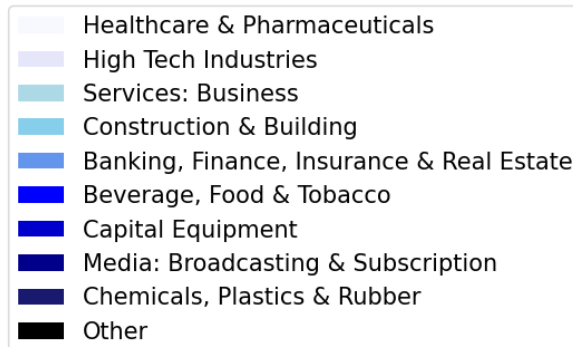 Healthcare & Pharmaceuticals
High Tech Industries
Services: Business
Construction & Building
Banking, Finance, Insurance & Real Estate
Beverage, Food & Tobacco
Capital Equipment
Media: Broadcasting & Subscription
Chemicals, Plastics & Rubber
Other